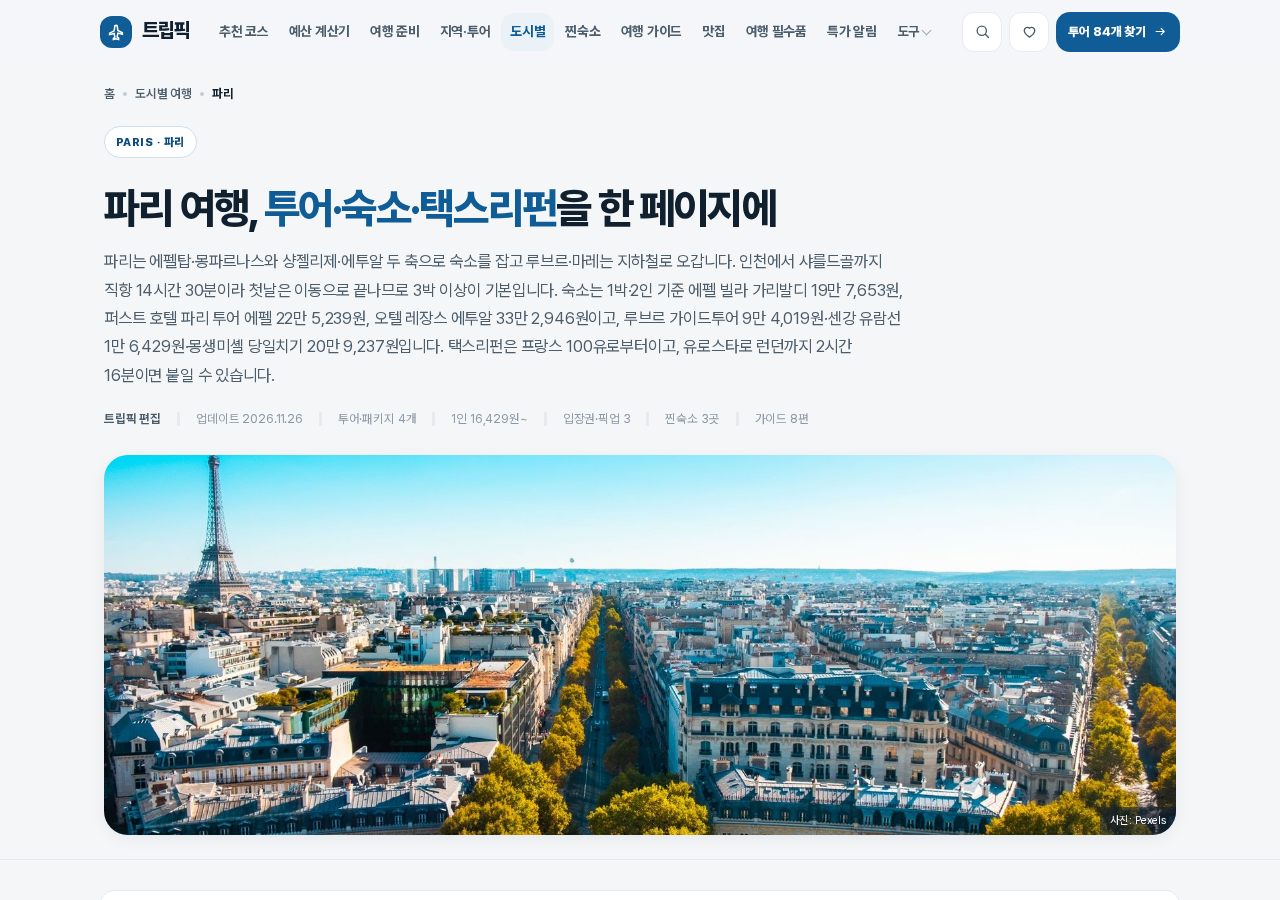 트립픽
추천 코스 예산 계산기 여행 준비 지역·투어 도시별 찐숙소 여행 가이드 맛집 여행 필수품 특가 알림 도구
투어 84개 찾기 →
홈 • 도시별 여행 • 파리
PARIS · 파리
파리 여행, 투어·숙소·택스리펀을 한 페이지에
파리는 에펠탑·몽파르나스와 샹젤리제·에투알 두 축으로 숙소를 잡고 루브르·마레는 지하철로 오갑니다. 인천에서 샤를드골까지
직항 14시간 30분이라 첫날은 이동으로 끝나므로 3박 이상이 기본입니다. 숙소는 1박·2인 기준 에펠 빌라 가리발디 19만 7,653원,
퍼스트 호텔 파리 투어 에펠 22만 5,239원, 오텔 레장스 에투알 33만 2,946원이고, 루브르 가이드투어 9만 4,019원·센강 유람선
1만 6,429원·몽생미셸 당일치기 20만 9,237원입니다. 택스리펀은 프랑스 100유로부터이고, 유로스타로 런던까지 2시간
16분이면 붙일 수 있습니다.
트립픽 편집 업데이트 2026.11.26 투어·패키지 4개 1인 16,429원~ 입장권·픽업 3 찐숙소 3곳 가이드 8편
사진: Pexels